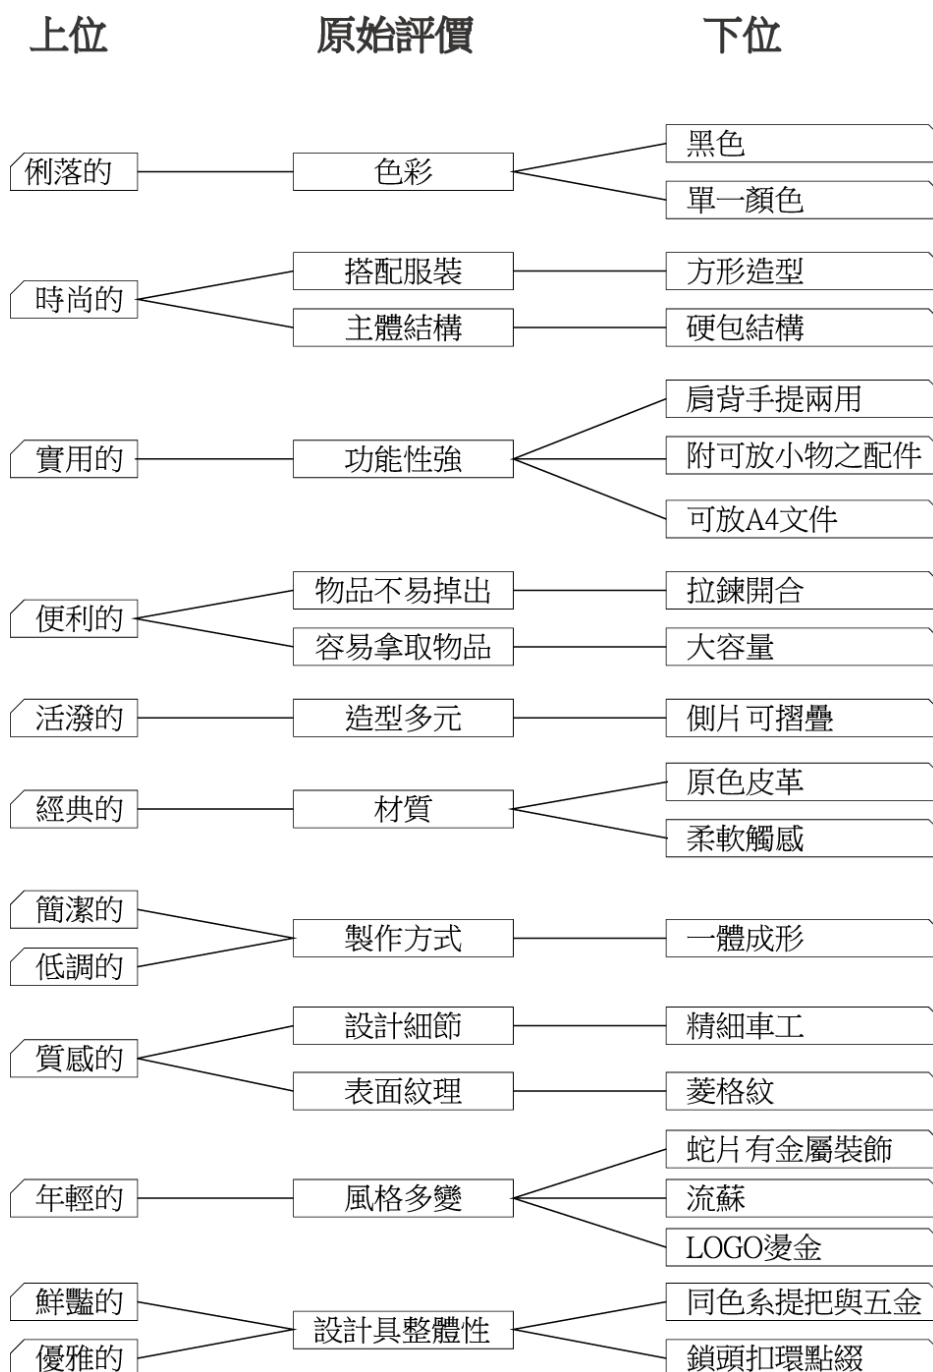 上位 原始評價 下位
俐落的 色彩 黑色
單一顏色
時尚的 搭配服裝 方形造型
主體結構 硬包結構
實用的 功能性強 肩背手提兩用
附可放小物之配件
可放A4文件
便利的 物品不易掉出 拉鍊開合
容易拿取物品 大容量
活潑的 造型多元 側片可摺疊
經典的 材質 原色皮革
柔軟觸感
簡潔的 製作方式 一體成形
低調的
質感的 設計細節 精細車工
表面紋理 菱格紋
年輕的 風格多變 蛇片有金屬裝飾
流蘇
LOGO燙金
鮮豔的 設計具整體性 同色系提把與五金
優雅的 鎖頭扣環點綴